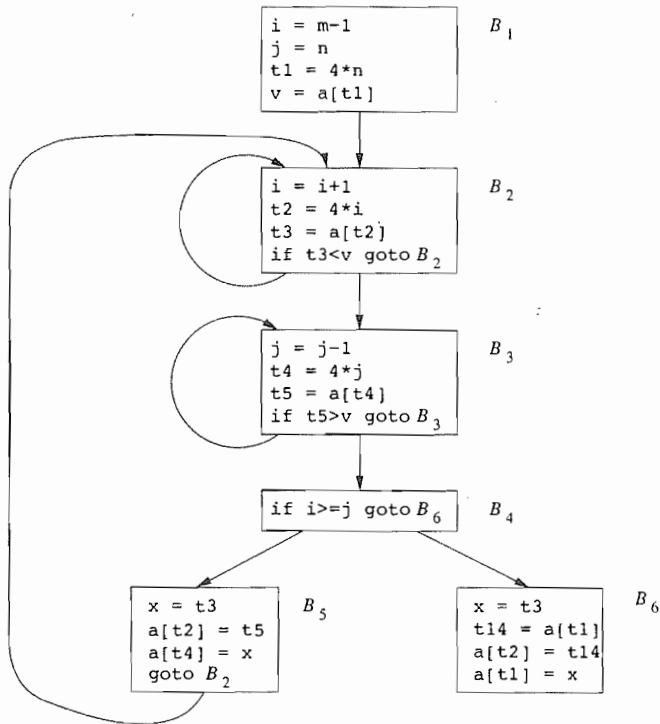 i = m-1
j = n
t1 = 4*n
v = a[t1]
B1
i = i+1
t2 = 4*i
t3 = a[t2]
if t3<v goto B2
B2
j = j-1
t4 = 4*j
t5 = a[t4]
if t5>v goto B3
B3
if i>=j goto B6
B4
x = t3
a[t2] = t5
a[t4] = x
goto B2
B5
x = t3
t14 = a[t1]
a[t2] = t14
a[t1] = x
B6